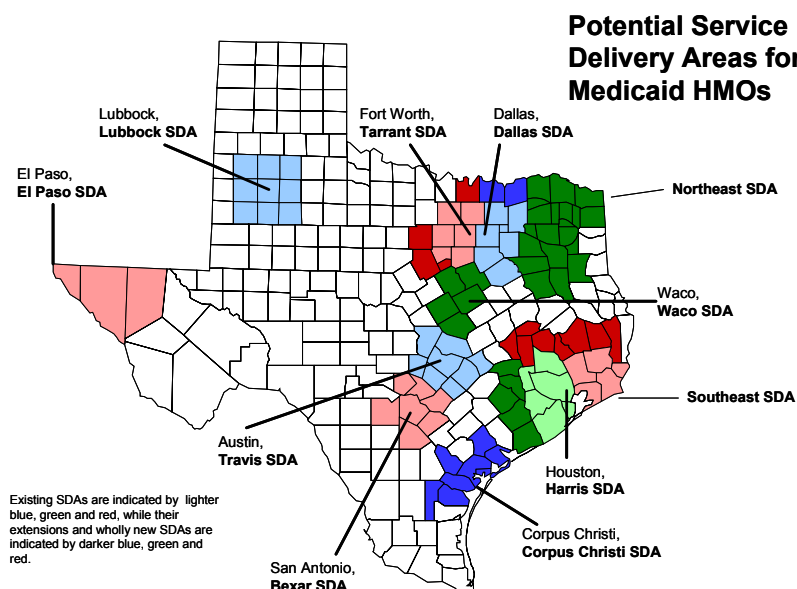 Potential Service
Delivery Areas for
Medicaid HMOs
Lubbock,
Lubbock SDA
Fort Worth,
Tarrant SDA
Dallas,
Dallas SDA
El Paso,
El Paso SDA
Northeast SDA
Waco,
Waco SDA
Southeast SDA
Austin,
Travis SDA
Houston,
Harris SDA
Existing SDAs are indicated by lighter
blue, green and red, while their
extensions and wholly new SDAs are
indicated by darker blue, green and
red.
Corpus Christi,
Corpus Christi SDA
San Antonio,
Bexar SDA